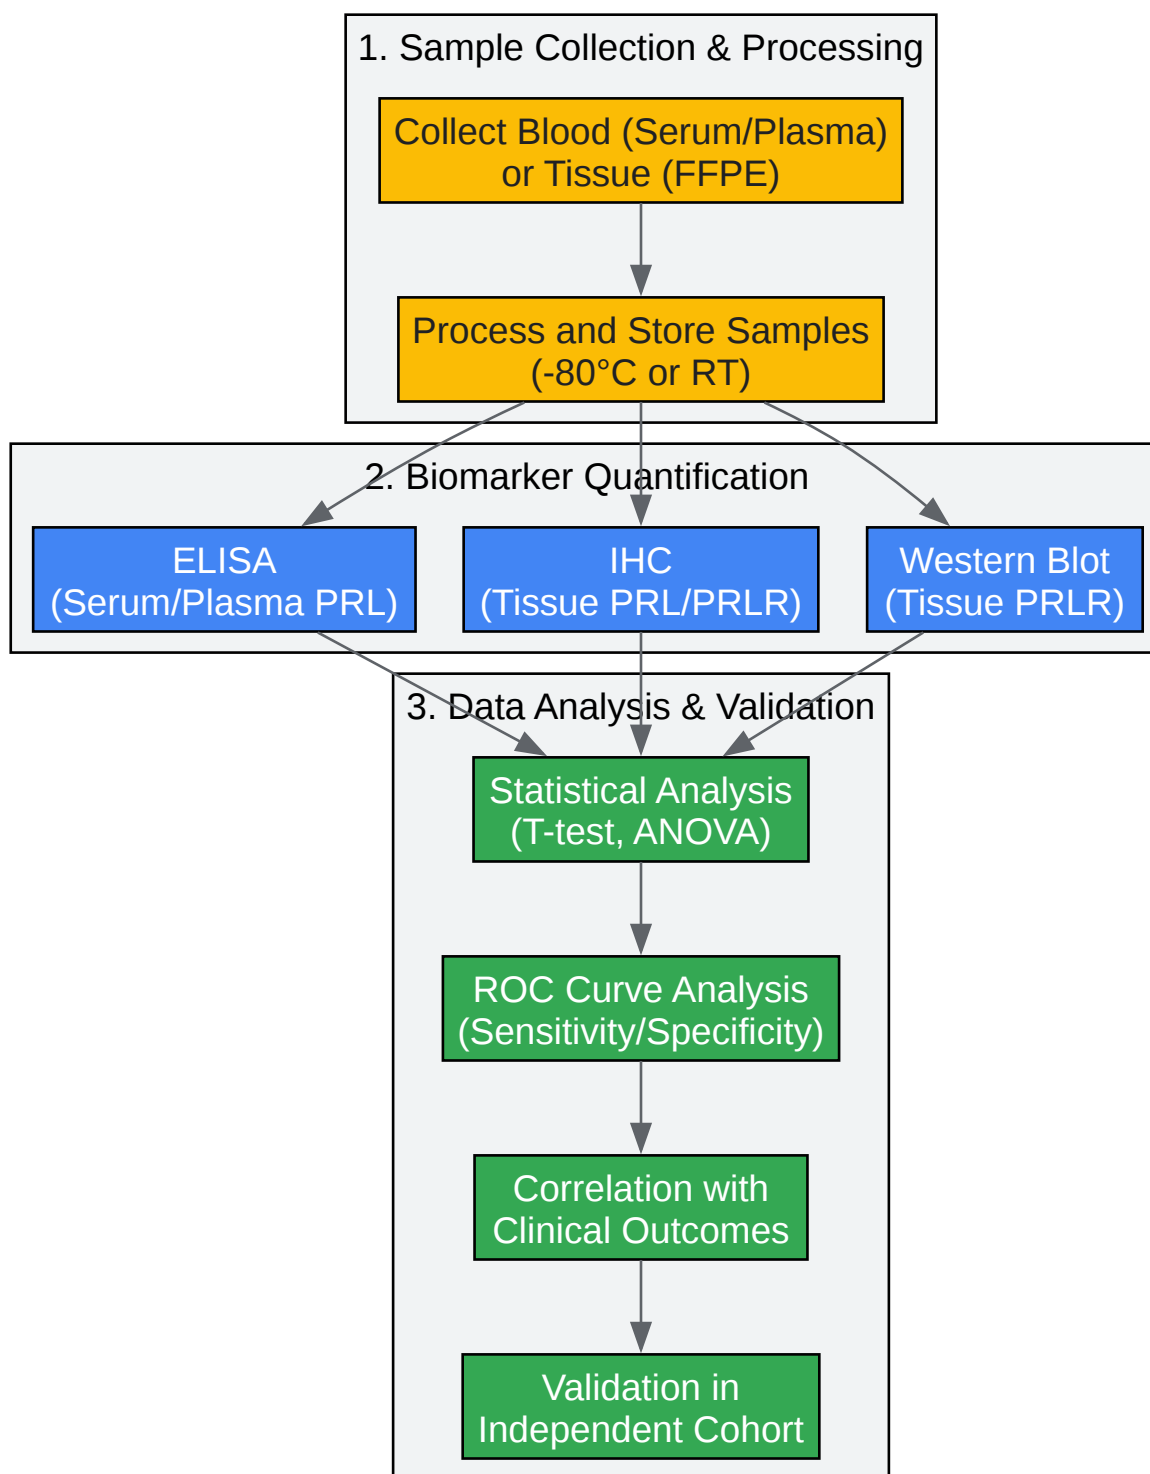 1. Sample Collection & Processing
Collect Blood (Serum/Plasma)
or Tissue (FFPE)
Process and Store Samples
(-80°C or RT)
2. Biomarker Quantification
ELISA
(Serum/Plasma PRL)
IHC
(Tissue PRL/PRLR)
Western Blot
(Tissue PRLR)
3. Data Analysis & Validation
Statistical Analysis
(T-test, ANOVA)
ROC Curve Analysis
(Sensitivity/Specificity)
Correlation with
Clinical Outcomes
Validation in
Independent Cohort